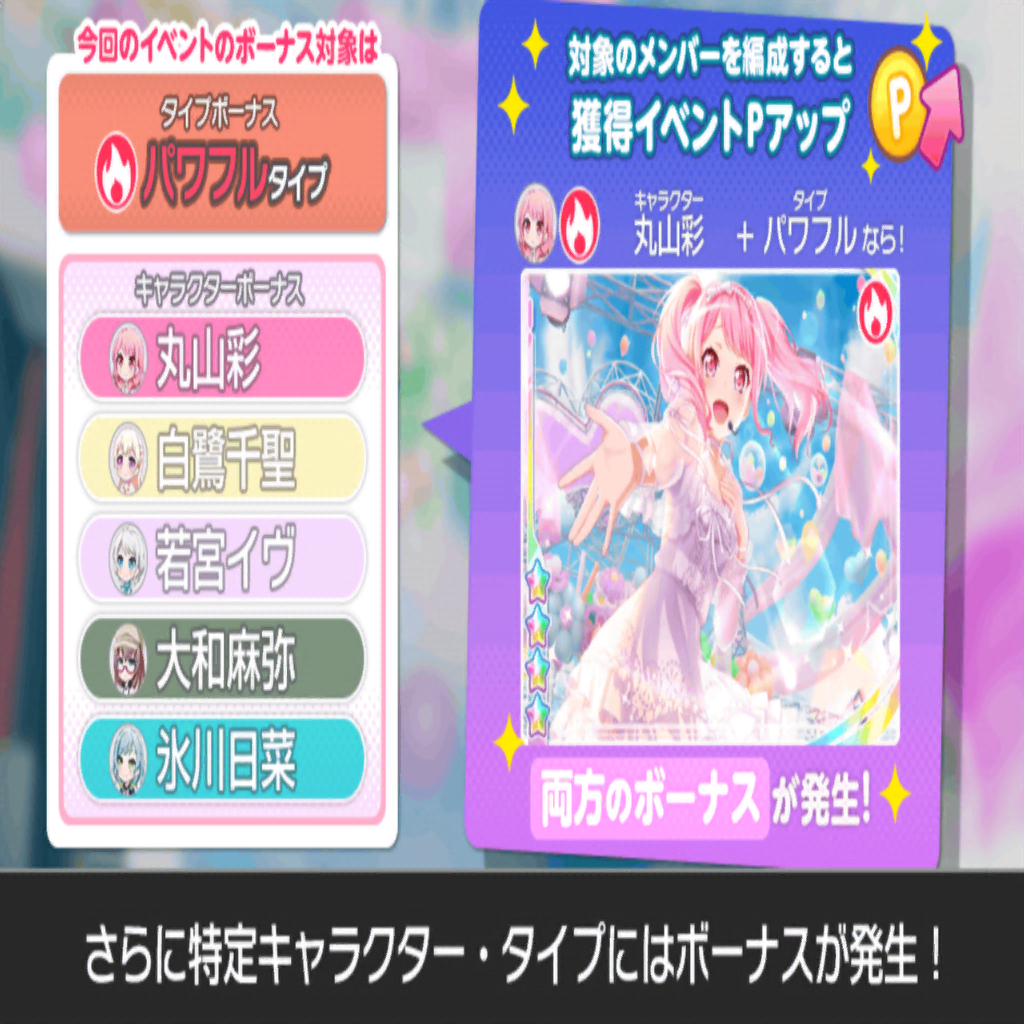 今回のイベントのボーナス対象は
タイプボーナス
パワフルタイプ
キャラクターボーナス
丸山彩
白鷺千聖
若宮イヴ
大和麻弥
氷川日菜
対象のメンバーを編成すると
獲得イベントPアップ
P
キャラクター タイプ
丸山彩 + パワフルなら!
両方のボーナスが発生!
さらに特定キャラクター・タイプにはボーナスが発生!